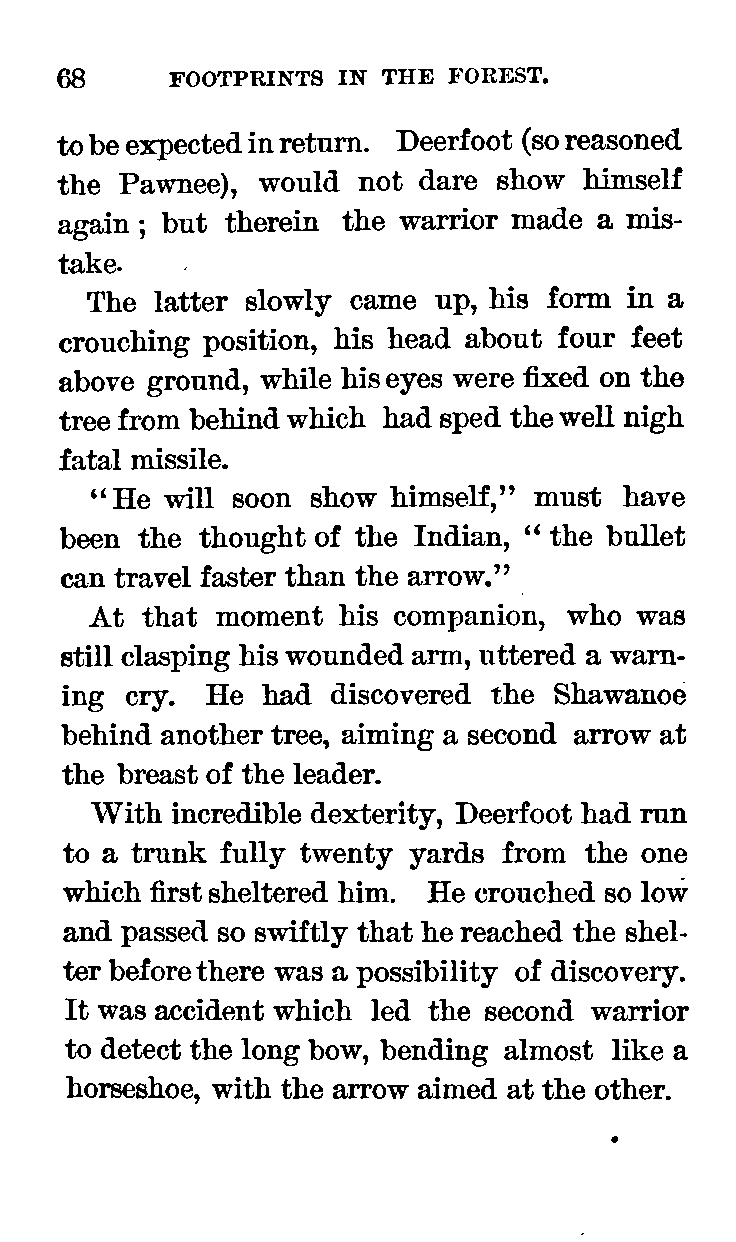 68 FOOTPRINTS IN THE FOREST.
to be expected in return. Deerfoot (so reasoned
the Pawnee), would not dare show himself
again ; but therein the warrior made a mis-
take.
The latter slowly came up, his form in a
crouching position, his head about four feet
above ground, while his eyes were fixed on the
tree from behind which had sped the well nigh
fatal missile.
“He will soon show himself,” must have
been the thought of the Indian, “ the bullet
can travel faster than the arrow.”
At that moment his companion, who was
still clasping his wounded arm, uttered a warn-
ing cry. He had discovered the Shawanoe
behind another tree, aiming a second arrow at
the breast of the leader.
With incredible dexterity, Deerfoot had run
to a trunk fully twenty yards from the one
which first sheltered him. He crouched so low
and passed so swiftly that he reached the shel-
ter before there was a possibility of discovery.
It was accident which led the second warrior
to detect the long bow, bending almost like a
horseshoe, with the arrow aimed at the other.